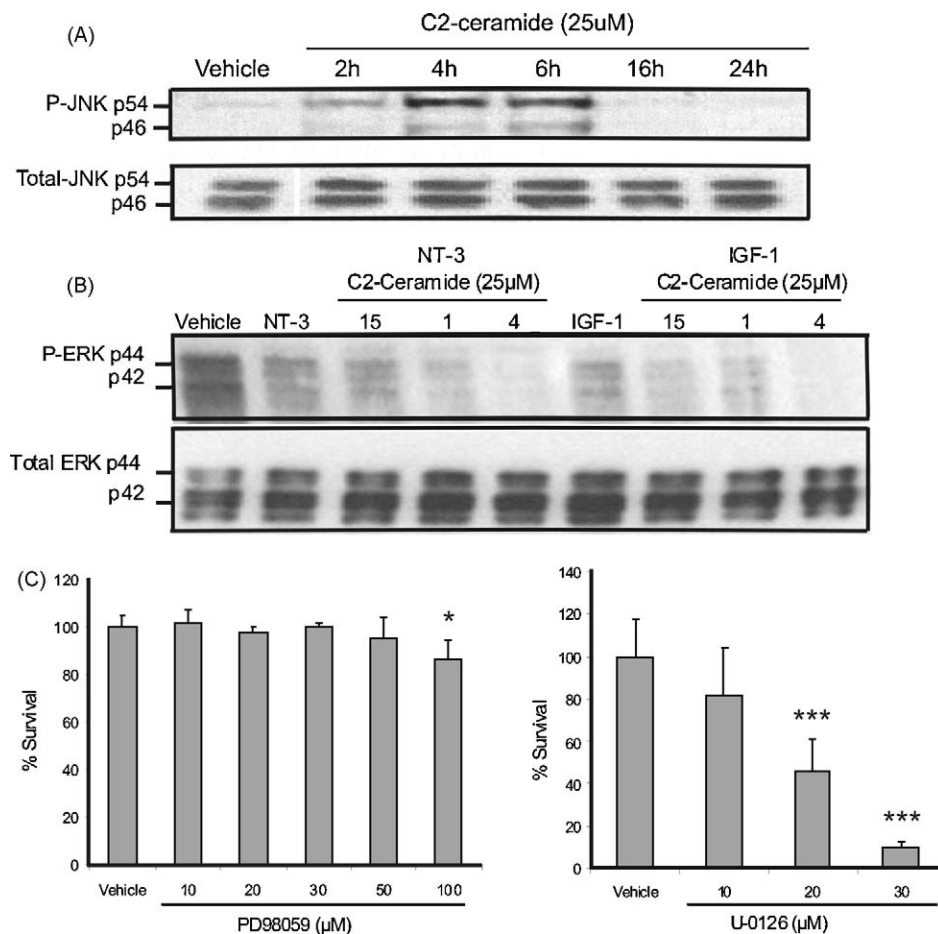 (A)
C2-ceramide (25uM)
Vehicle 2h 4h 6h 16h 24h
P-JNK p54
p46
Total-JNK p54
p46
(B)
NT-3 IGF-1
C2-Ceramide (25µM) C2-Ceramide (25µM)
Vehicle NT-3 15 1 4 IGF-1 15 1 4
P-ERK p44
p42
Total ERK p44
p42
(C)
% Survival
120
100
80
60
40
20
0
*
Vehicle 10 20 30 50 100
PD98059 (µM)
% Survival
140
120
100
80
60
40
20
0
***
***
Vehicle 10 20 30
U-0126 (µM)